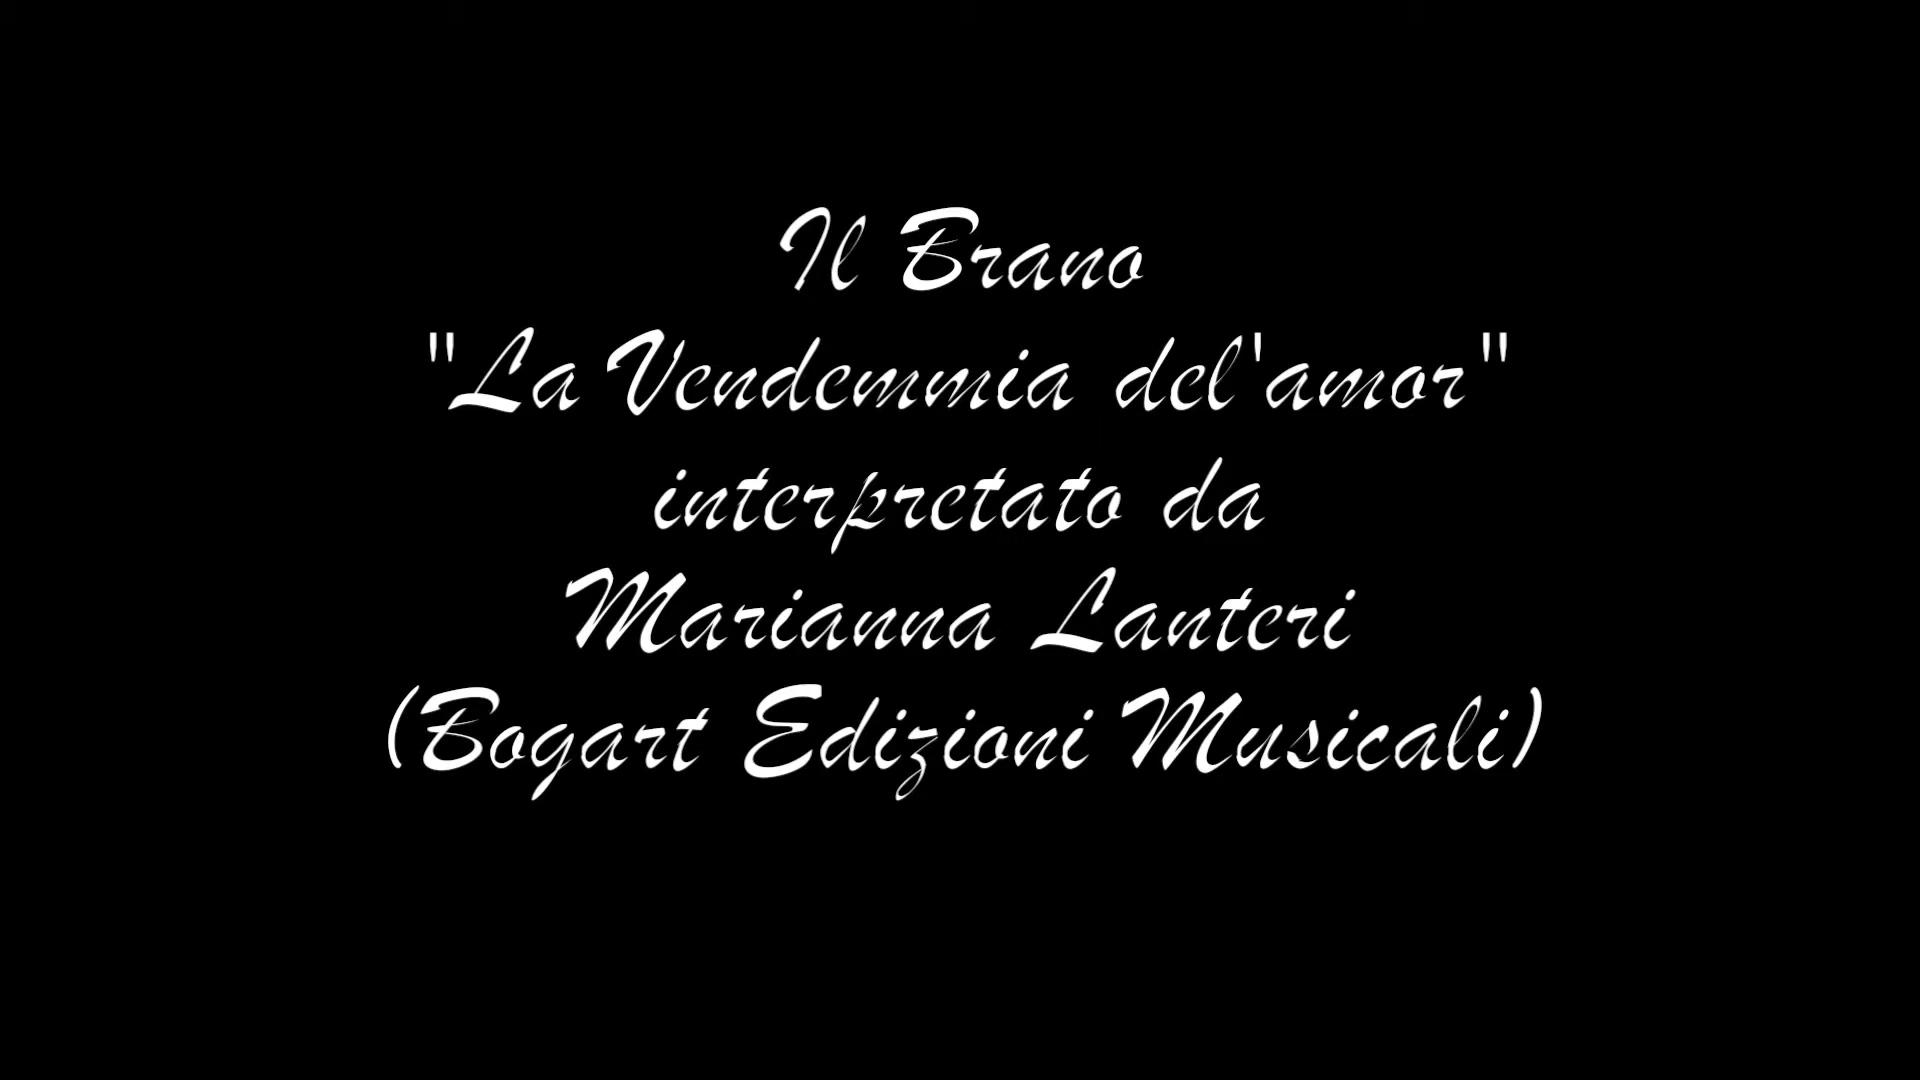 Il Brano
"La Vendemmia del'amor"
interpretato da
Marianna Lanteri
(Bogart Edizioni Musicali)